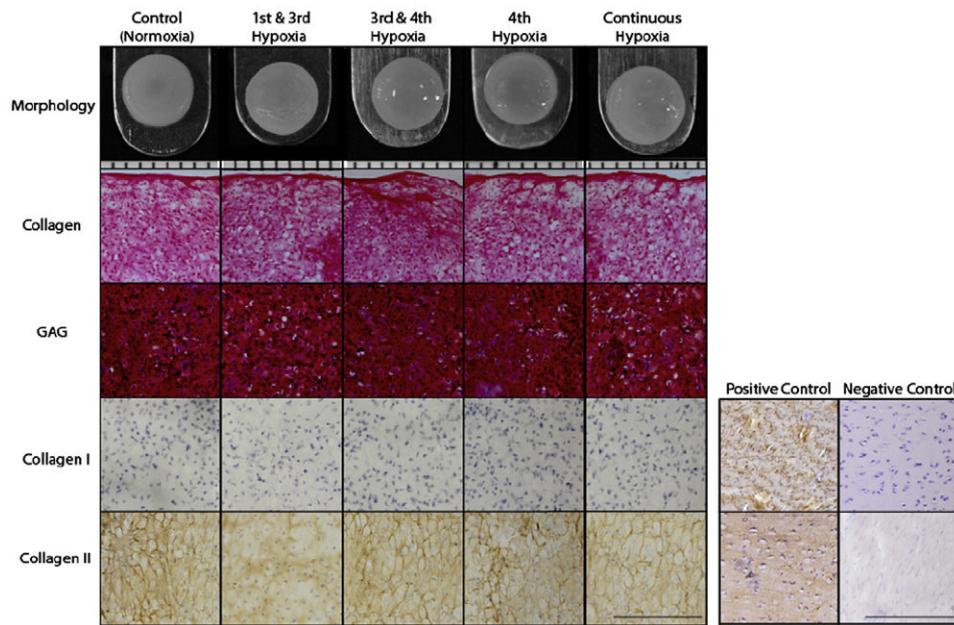 Control
(Normoxia)
1st & 3rd
Hypoxia
3rd & 4th
Hypoxia
4th
Hypoxia
Continuous
Hypoxia
Morphology
Collagen
GAG
Positive Control
Negative Control
Collagen I
Collagen II